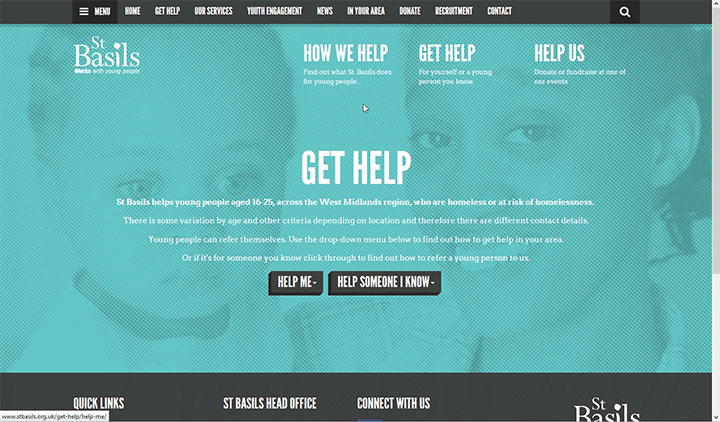 MENU HOME GET HELP OUR SERVICES YOUTH ENGAGEMENT NEWS IN YOUR AREA DONATE RECRUITMENT CONTACT
St
Basils
Works with young people
HOW WE HELP
Find out what St. Basils does
for young people...
GET HELP
For yourself or a young
person you know.
HELP US
Donate or fundraise at one of
our events
GET HELP
St Basils helps young people aged 16-25, across the West Midlands region, who are homeless or at risk of homelessness.
There is some variation by age and other criteria depending on location and therefore there are different contact details.
Young people can refer themselves. Use the drop-down menu below to find out how to get help in your area.
Or if it's for someone you know click through to find out how to refer a young person to us.
HELP ME HELP SOMEONE I KNOW
QUICK LINKS ST BASILS HEAD OFFICE CONNECT WITH US
St
Basils
www.stbasils.org.uk/get-help/help-me/